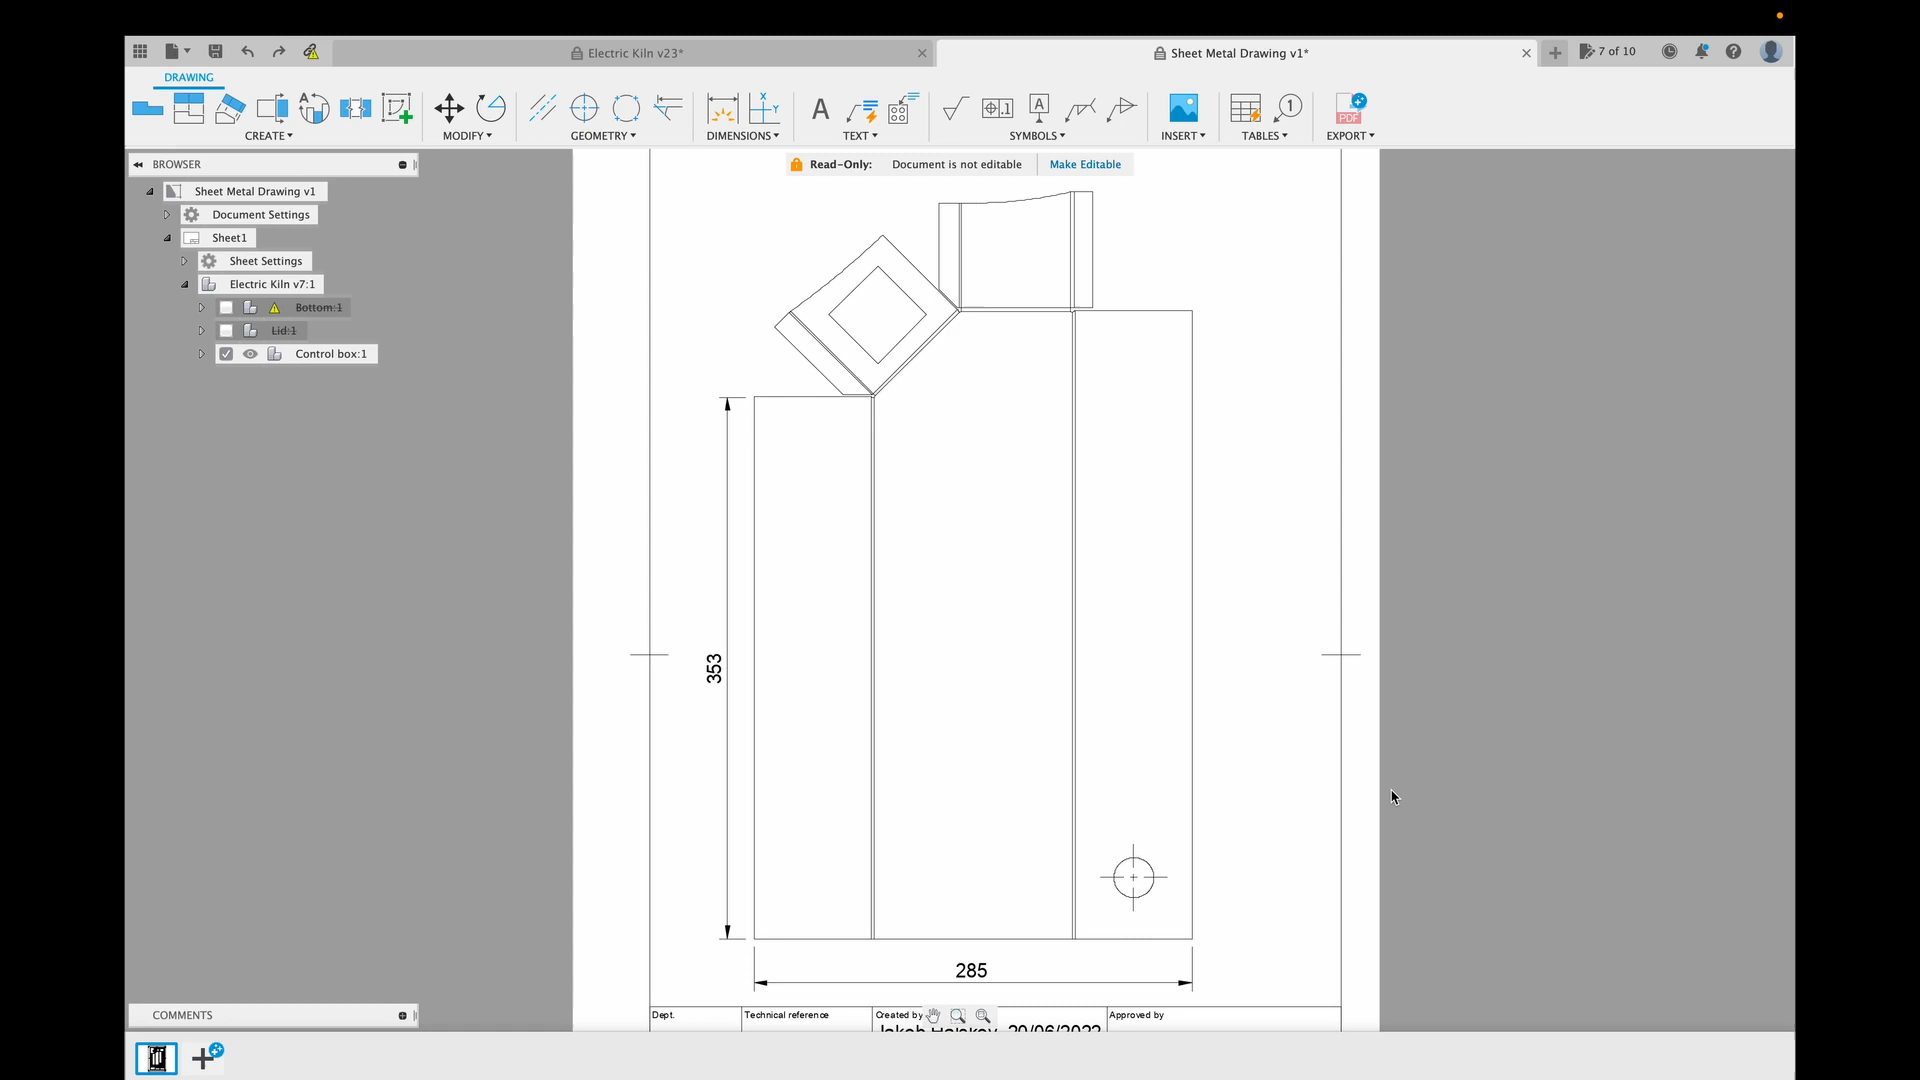 Electric Kiln v23*
Sheet Metal Drawing v1*
7 of 10
DRAWING
CREATE
MODIFY
GEOMETRY
DIMENSIONS
TEXT
SYMBOLS
INSERT
TABLES
EXPORT
BROWSER
Read-Only: Document is not editable Make Editable
Sheet Metal Drawing v1
Document Settings
Sheet1
Sheet Settings
Electric Kiln v7:1
Bottom:1
Lid:1
Control box:1
353
285
Dept.
Technical reference
Created by
Approved by
20/06/2022
COMMENTS